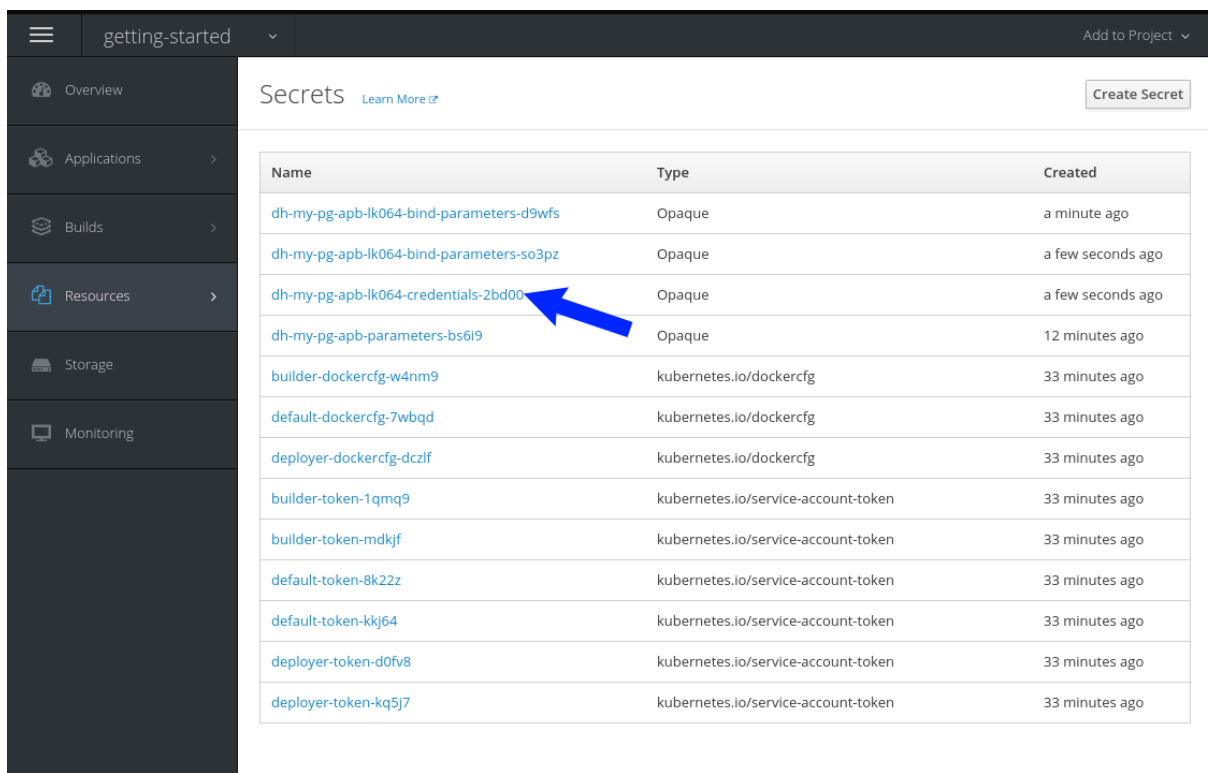 getting-started
Add to Project
Overview
Applications
Builds
Resources
Storage
Monitoring
Secrets Learn More
Create Secret
Name Type Created
dh-my-pg-apb-lk064-bind-parameters-d9wfs Opaque a minute ago
dh-my-pg-apb-lk064-bind-parameters-so3pz Opaque a few seconds ago
dh-my-pg-apb-lk064-credentials-2bd00 Opaque a few seconds ago
dh-my-pg-apb-parameters-bs6i9 Opaque 12 minutes ago
builder-dockercfg-w4nm9 kubernetes.io/dockercfg 33 minutes ago
default-dockercfg-7wbqd kubernetes.io/dockercfg 33 minutes ago
deployer-dockercfg-dczlf kubernetes.io/dockercfg 33 minutes ago
builder-token-1qmq9 kubernetes.io/service-account-token 33 minutes ago
builder-token-mdkjf kubernetes.io/service-account-token 33 minutes ago
default-token-8k22z kubernetes.io/service-account-token 33 minutes ago
default-token-kkj64 kubernetes.io/service-account-token 33 minutes ago
deployer-token-d0fv8 kubernetes.io/service-account-token 33 minutes ago
deployer-token-kq5j7 kubernetes.io/service-account-token 33 minutes ago